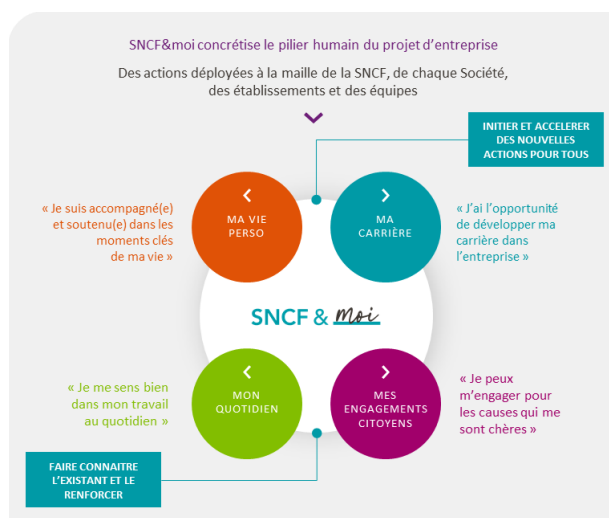 SNCF&moi concrétise le pilier humain du projet d'entreprise
Des actions déployées à la maille de la SNCF, de chaque Société,
des établissements et des équipes
INITIER ET ACCELERER
DES NOUVELLES
ACTIONS POUR TOUS
« Je suis accompagné(e)
et soutenu(e) dans les
moments clés
de ma vie »
MA VIE
PERSO
MA
CARRIÈRE
« J'ai l'opportunité
de développer ma
carrière dans
l'entreprise »
SNCF & moi
« Je me sens bien
dans mon travail
au quotidien »
MON
QUOTIDIEN
MES
ENGAGEMENTS
CITOYENS
« Je peux
m'engager pour
les causes qui me
sont chères »
FAIRE CONNAITRE
L'EXISTANT ET LE
RENFORCER